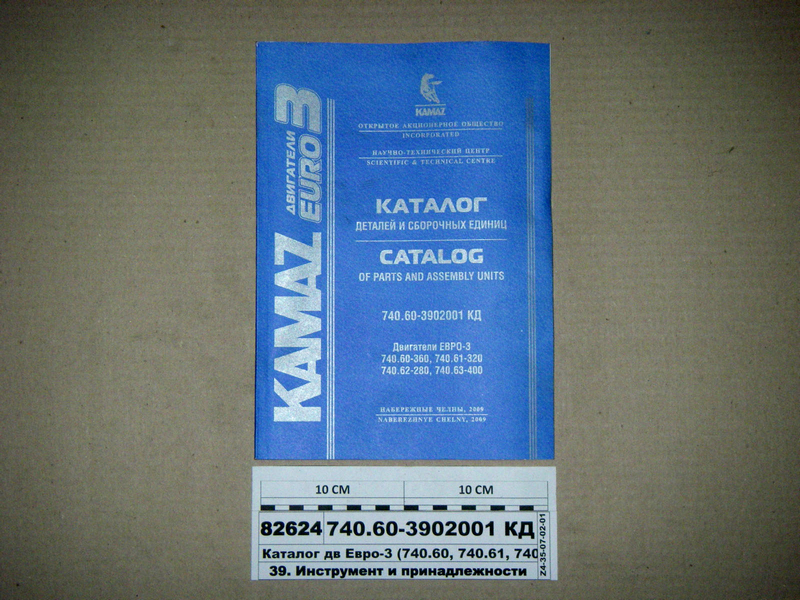 KAMAZ
ДВИГАТЕЛИ
EURO 3
KAMAZ
ОТКРЫТОЕ АКЦИОНЕРНОЕ ОБЩЕСТВО
INCORPORATED
НАУЧНО-ТЕХНИЧЕСКИЙ ЦЕНТР
SCIENTIFIC & TECHNICAL CENTRE
КАТАЛОГ
ДЕТАЛЕЙ И СБОРОЧНЫХ ЕДИНИЦ
CATALOG
OF PARTS AND ASSEMBLY UNITS
740.60-3902001 КД
Двигатели ЕВРО-3
740.60-360, 740.61-320
740.62-280, 740.63-400
НАБЕРЕЖНЫЕ ЧЕЛНЫ, 2009
NABEREZHNYE CHELNY, 2009
10 СМ 10 СМ
82624 740.60-3902001 КД
Каталог дв Евро-3 (740.60, 740.61, 740
39. Инструмент и принадлежности
Z4-35-07-02-01